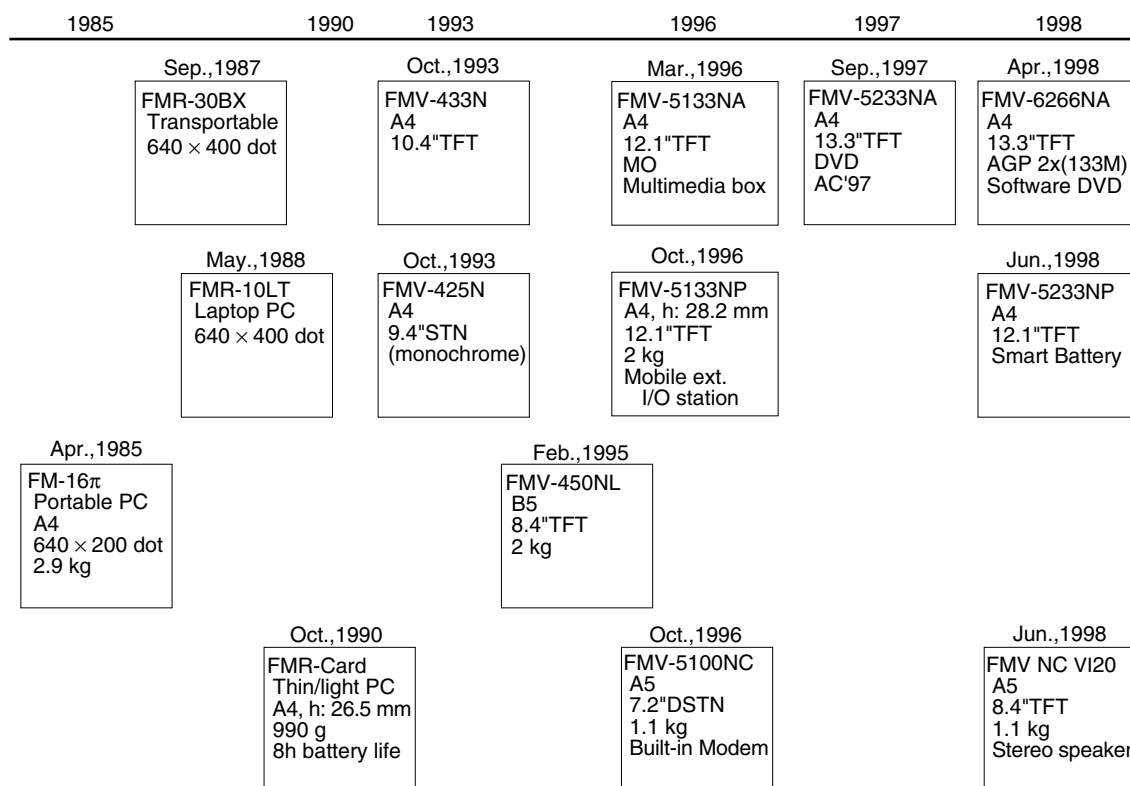 1985 1990 1993 1996 1997 1998
Sep.,1987
FMR-30BX
Transportable
640 × 400 dot
Oct.,1993
FMV-433N
A4
10.4"TFT
Mar.,1996
FMV-5133NA
A4
12.1"TFT
MO
Multimedia box
Sep.,1997
FMV-5233NA
A4
13.3"TFT
DVD
AC'97
Apr.,1998
FMV-6266NA
A4
13.3"TFT
AGP 2x(133M)
Software DVD
May.,1988
FMR-10LT
Laptop PC
640 × 400 dot
Oct.,1993
FMV-425N
A4
9.4"STN
(monochrome)
Oct.,1996
FMV-5133NP
A4, h: 28.2 mm
12.1"TFT
2 kg
Mobile ext.
I/O station
Jun.,1998
FMV-5233NP
A4
12.1"TFT
Smart Battery
Apr.,1985
FM-16π
Portable PC
A4
640 × 200 dot
2.9 kg
Feb.,1995
FMV-450NL
B5
8.4"TFT
2 kg
Oct.,1990
FMR-Card
Thin/light PC
A4, h: 26.5 mm
990 g
8h battery life
Oct.,1996
FMV-5100NC
A5
7.2"DSTN
1.1 kg
Built-in Modem
Jun.,1998
FMV NC VI20
A5
8.4"TFT
1.1 kg
Stereo speaker